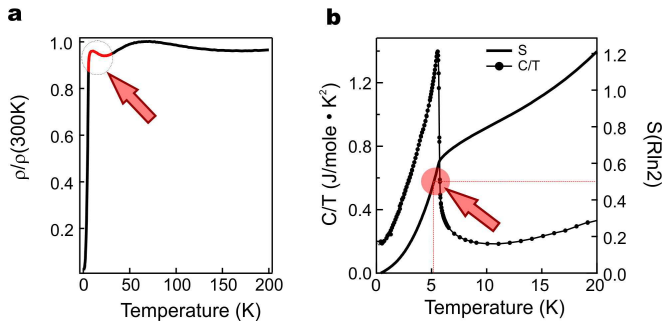 a
ρ/ρ(300K)
1.0
0.8
0.6
0.4
0.2
0
50
100
150
200
Temperature (K)
b
S
C/T
C/T (J/mole • K²)
1.2
0.8
0.4
0.0
1.2
1.0
0.8
0.6
0.4
0.2
0.0
S(Rln2)
0
5
10
15
20
Temperature (K)